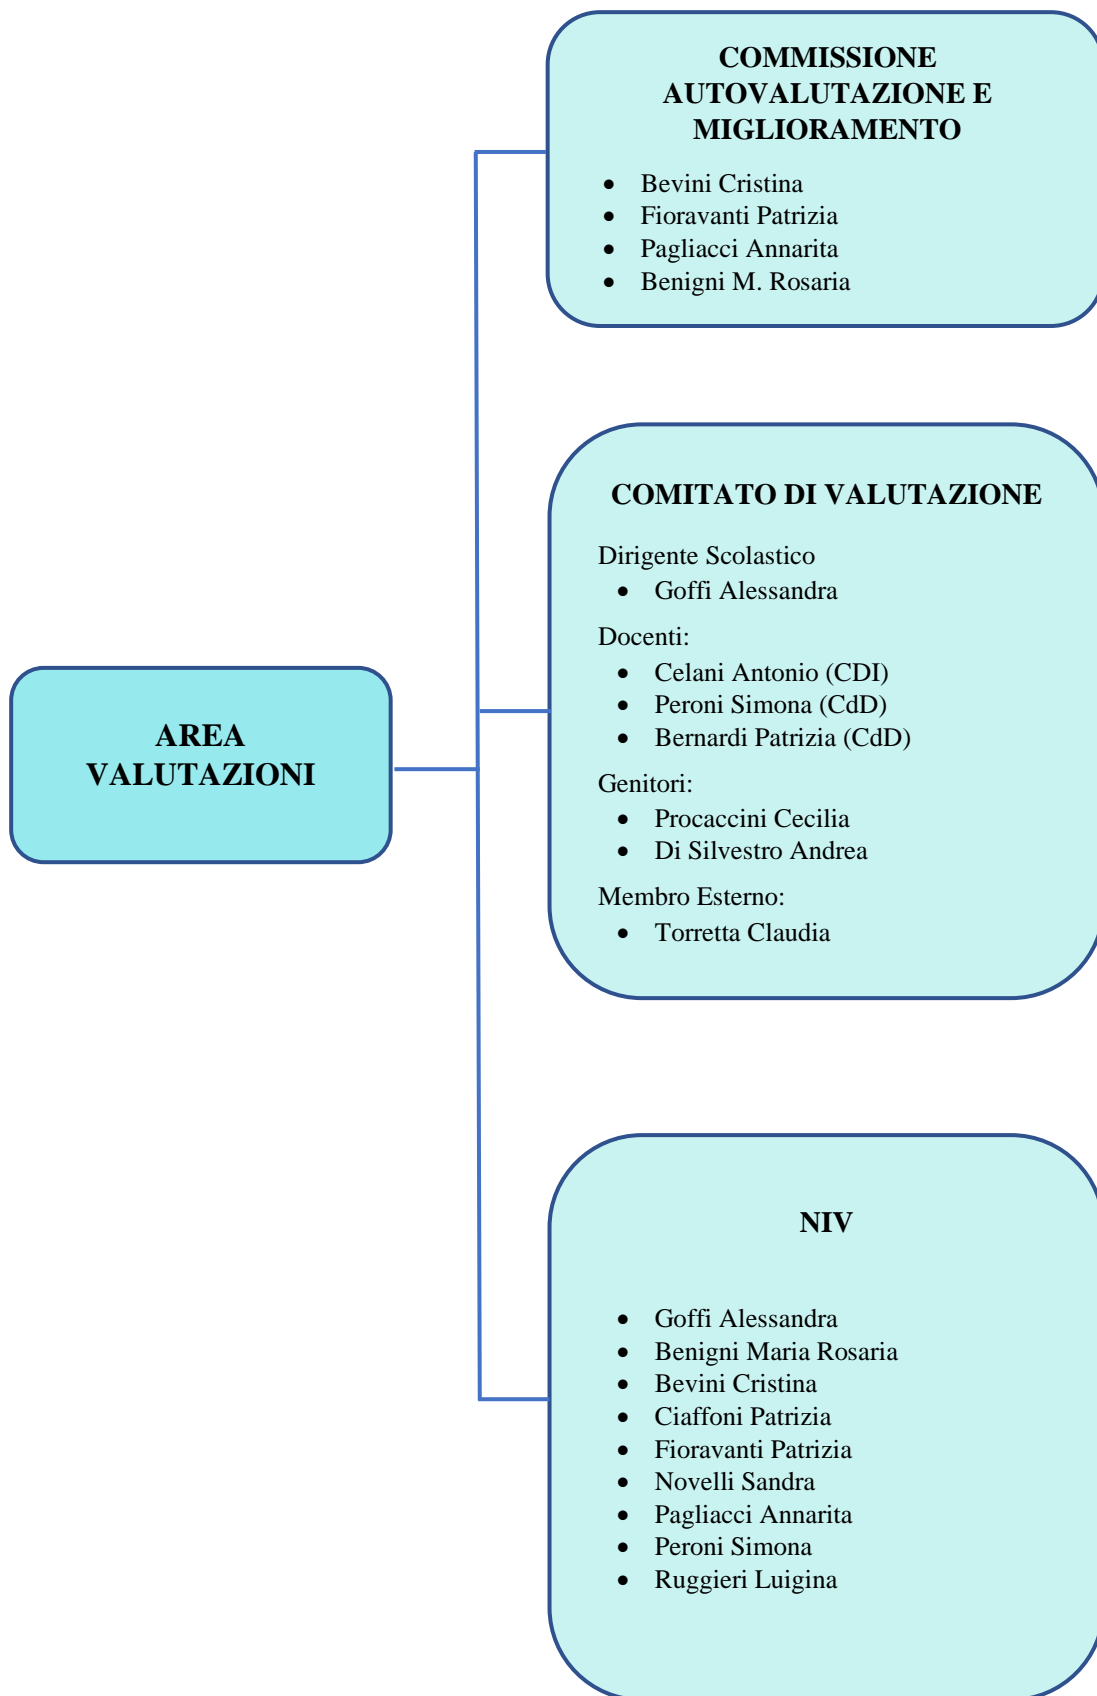 COMMISSIONE
AUTOVALUTAZIONE E
MIGLIORAMENTO
• Bevini Cristina
• Fioravanti Patrizia
• Pagliacci Annarita
• Benigni M. Rosaria
COMITATO DI VALUTAZIONE
Dirigente Scolastico
• Goffi Alessandra
Docenti:
• Celani Antonio (CDI)
• Peroni Simona (CdD)
• Bernardi Patrizia (CdD)
Genitori:
• Procaccini Cecilia
• Di Silvestro Andrea
Membro Esterno:
• Torretta Claudia
AREA
VALUTAZIONI
NIV
• Goffi Alessandra
• Benigni Maria Rosaria
• Bevini Cristina
• Ciaffoni Patrizia
• Fioravanti Patrizia
• Novelli Sandra
• Pagliacci Annarita
• Peroni Simona
• Ruggieri Luigina